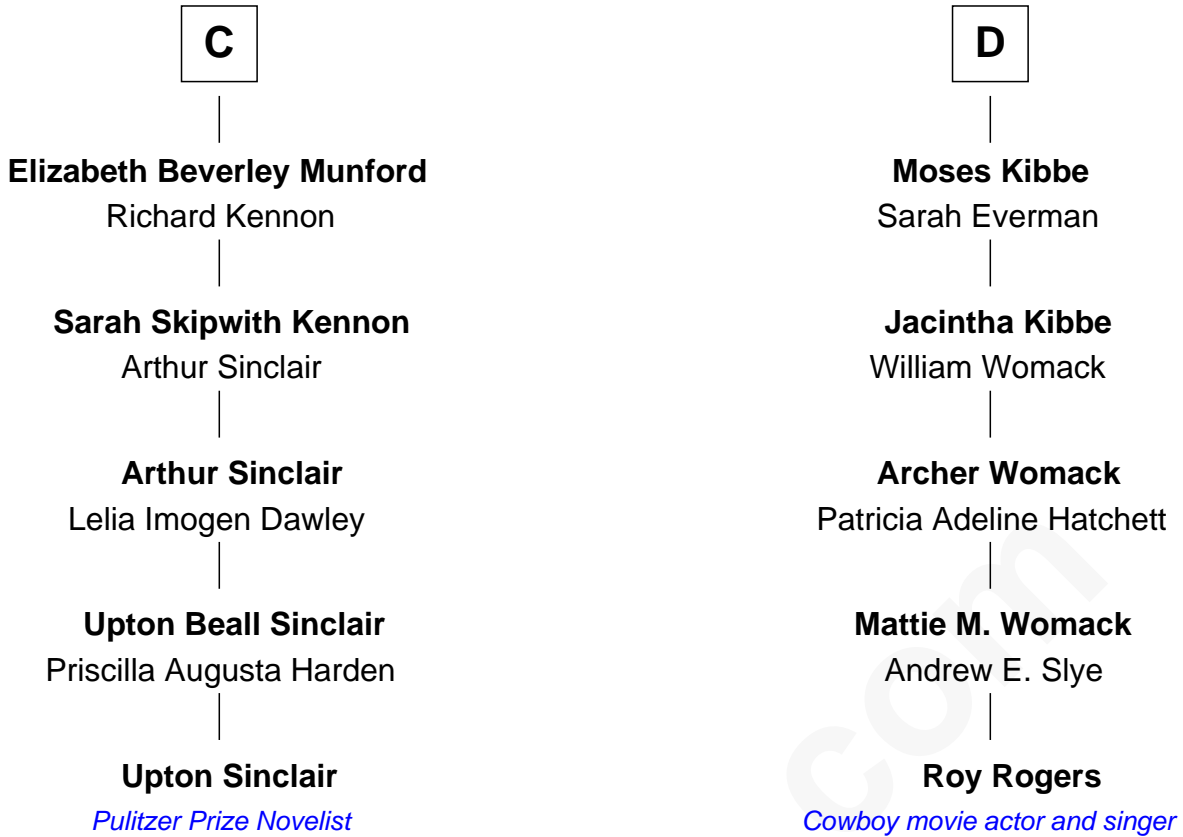 C
Elizabeth Beverley Munford
Richard Kennon
Sarah Skipwith Kennon
Arthur Sinclair
Arthur Sinclair
Lelia Imogen Dawley
Upton Beall Sinclair
Priscilla Augusta Harden
Upton Sinclair
Pulitzer Prize Novelist
D
Moses Kibbe
Sarah Everman
Jacintha Kibbe
William Womack
Archer Womack
Patricia Adeline Hatchett
Mattie M. Womack
Andrew E. Slye
Roy Rogers
Cowboy movie actor and singer
com